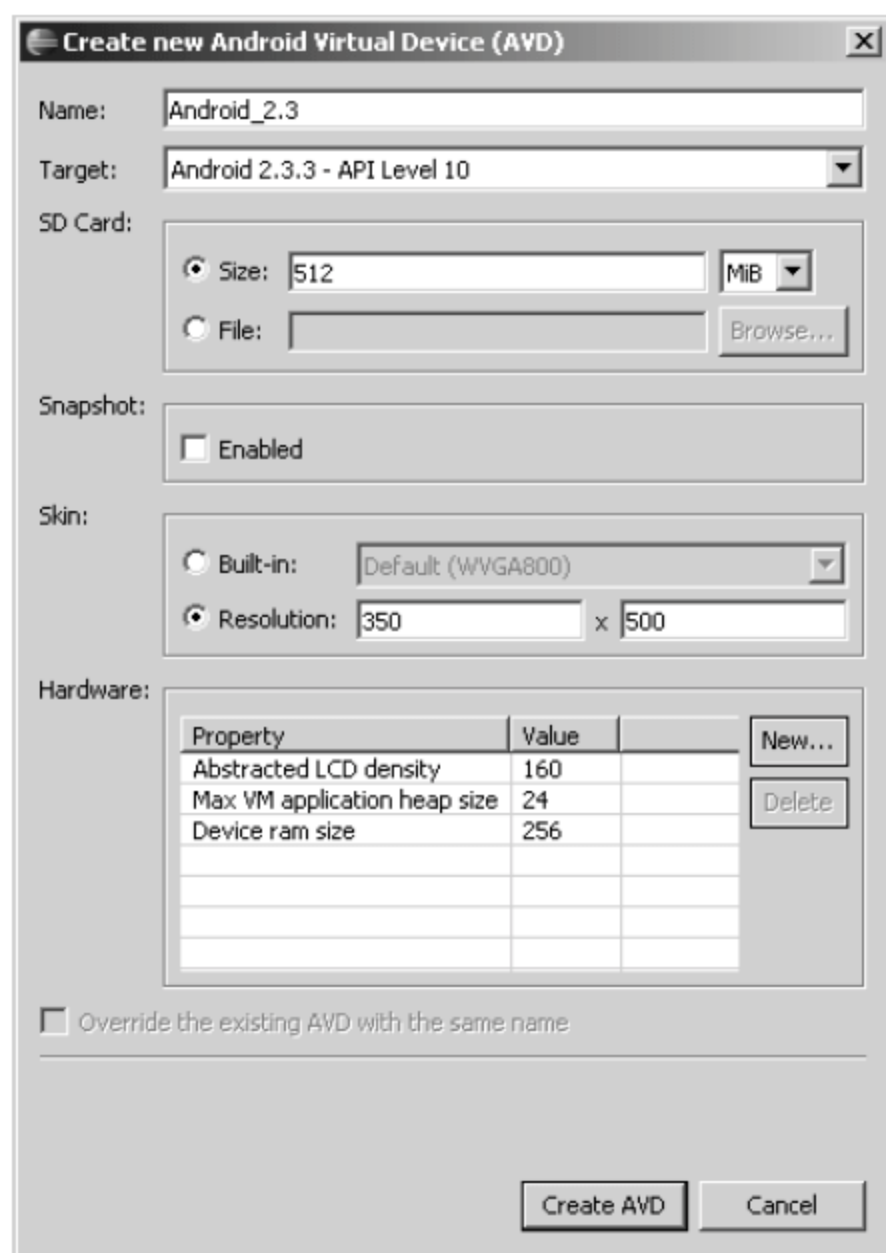 Create new Android Virtual Device (AVD)
Name: Android_2.3
Target: Android 2.3.3 - API Level 10
SD Card:
Size: 512 MiB
File: Browse...
Snapshot:
Enabled
Skin:
Built-in: Default (WVGA800)
Resolution: 350 x 500
Hardware:
Property Value New...
Abstracted LCD density 160
Max VM application heap size 24 Delete
Device ram size 256
Override the existing AVD with the same name
Create AVD Cancel